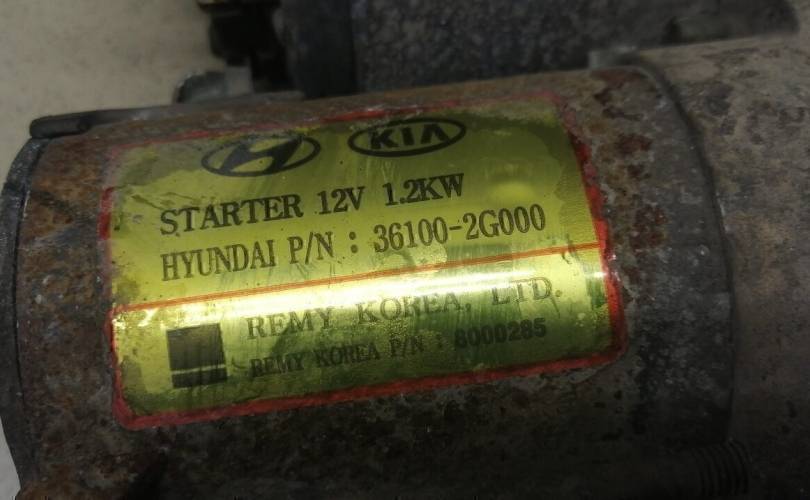 KIA
STARTER 12V 1.2KW
HYUNDAI P/N : 36100-2G000
REMY KOREA, LTD.
REMY KOREA P/N : 8000285